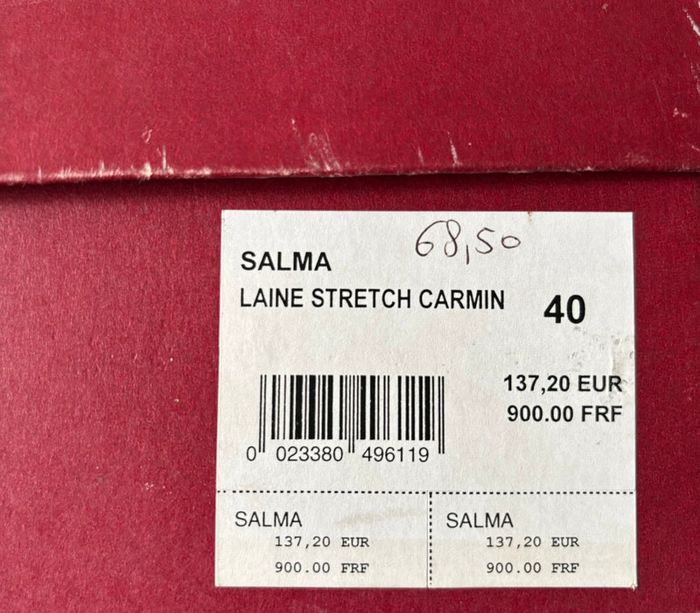 68,50
SALMA
LAINE STRETCH CARMIN 40
137,20 EUR
900.00 FRF
0 023380 496119
SALMA
137,20 EUR
900.00 FRF
SALMA
137,20 EUR
900.00 FRF